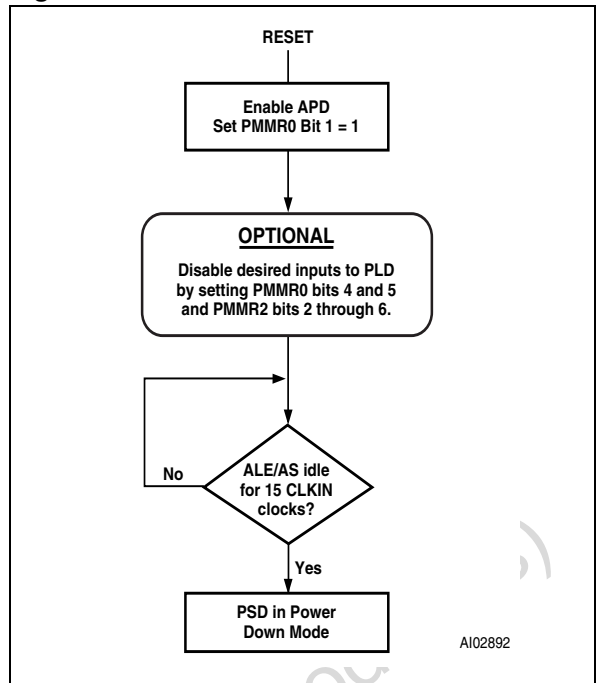 RESET
Enable APD
Set PMMR0 Bit 1 = 1
OPTIONAL
Disable desired inputs to PLD
by setting PMMR0 bits 4 and 5
and PMMR2 bits 2 through 6.
No
ALE/AS idle
for 15 CLKIN
clocks?
Yes
PSD in Power
Down Mode
AI02892